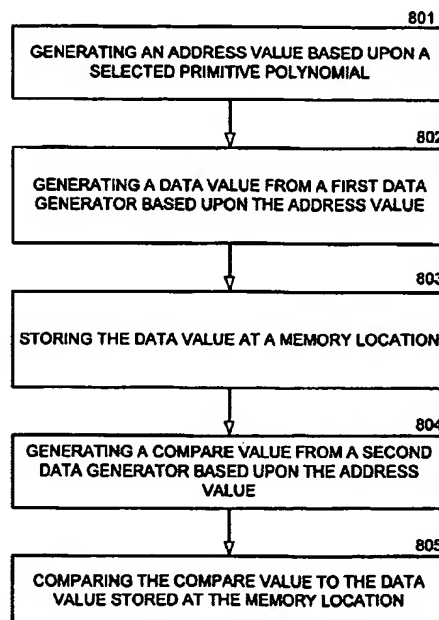 801
GENERATING AN ADDRESS VALUE BASED UPON A
SELECTED PRIMITIVE POLYNOMIAL
802
GENERATING A DATA VALUE FROM A FIRST DATA
GENERATOR BASED UPON THE ADDRESS VALUE
803
STORING THE DATA VALUE AT A MEMORY LOCATION
804
GENERATING A COMPARE VALUE FROM A SECOND
DATA GENERATOR BASED UPON THE ADDRESS
VALUE
805
COMPARING THE COMPARE VALUE TO THE DATA
VALUE STORED AT THE MEMORY LOCATION